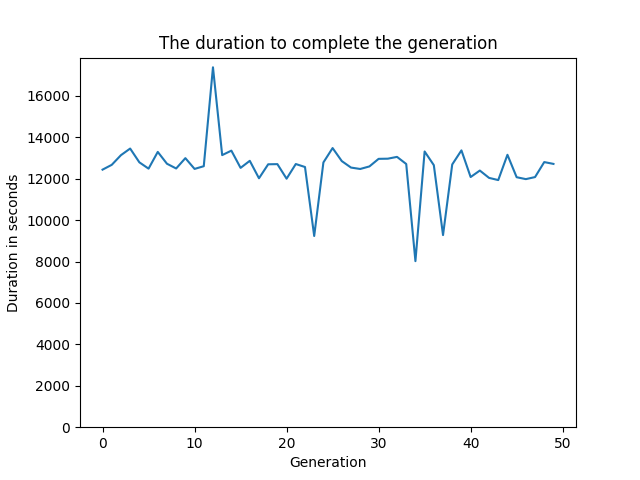 The duration to complete the generation
Duration in seconds
16000
14000
12000
10000
8000
6000
4000
2000
0
0 10 20 30 40 50
Generation